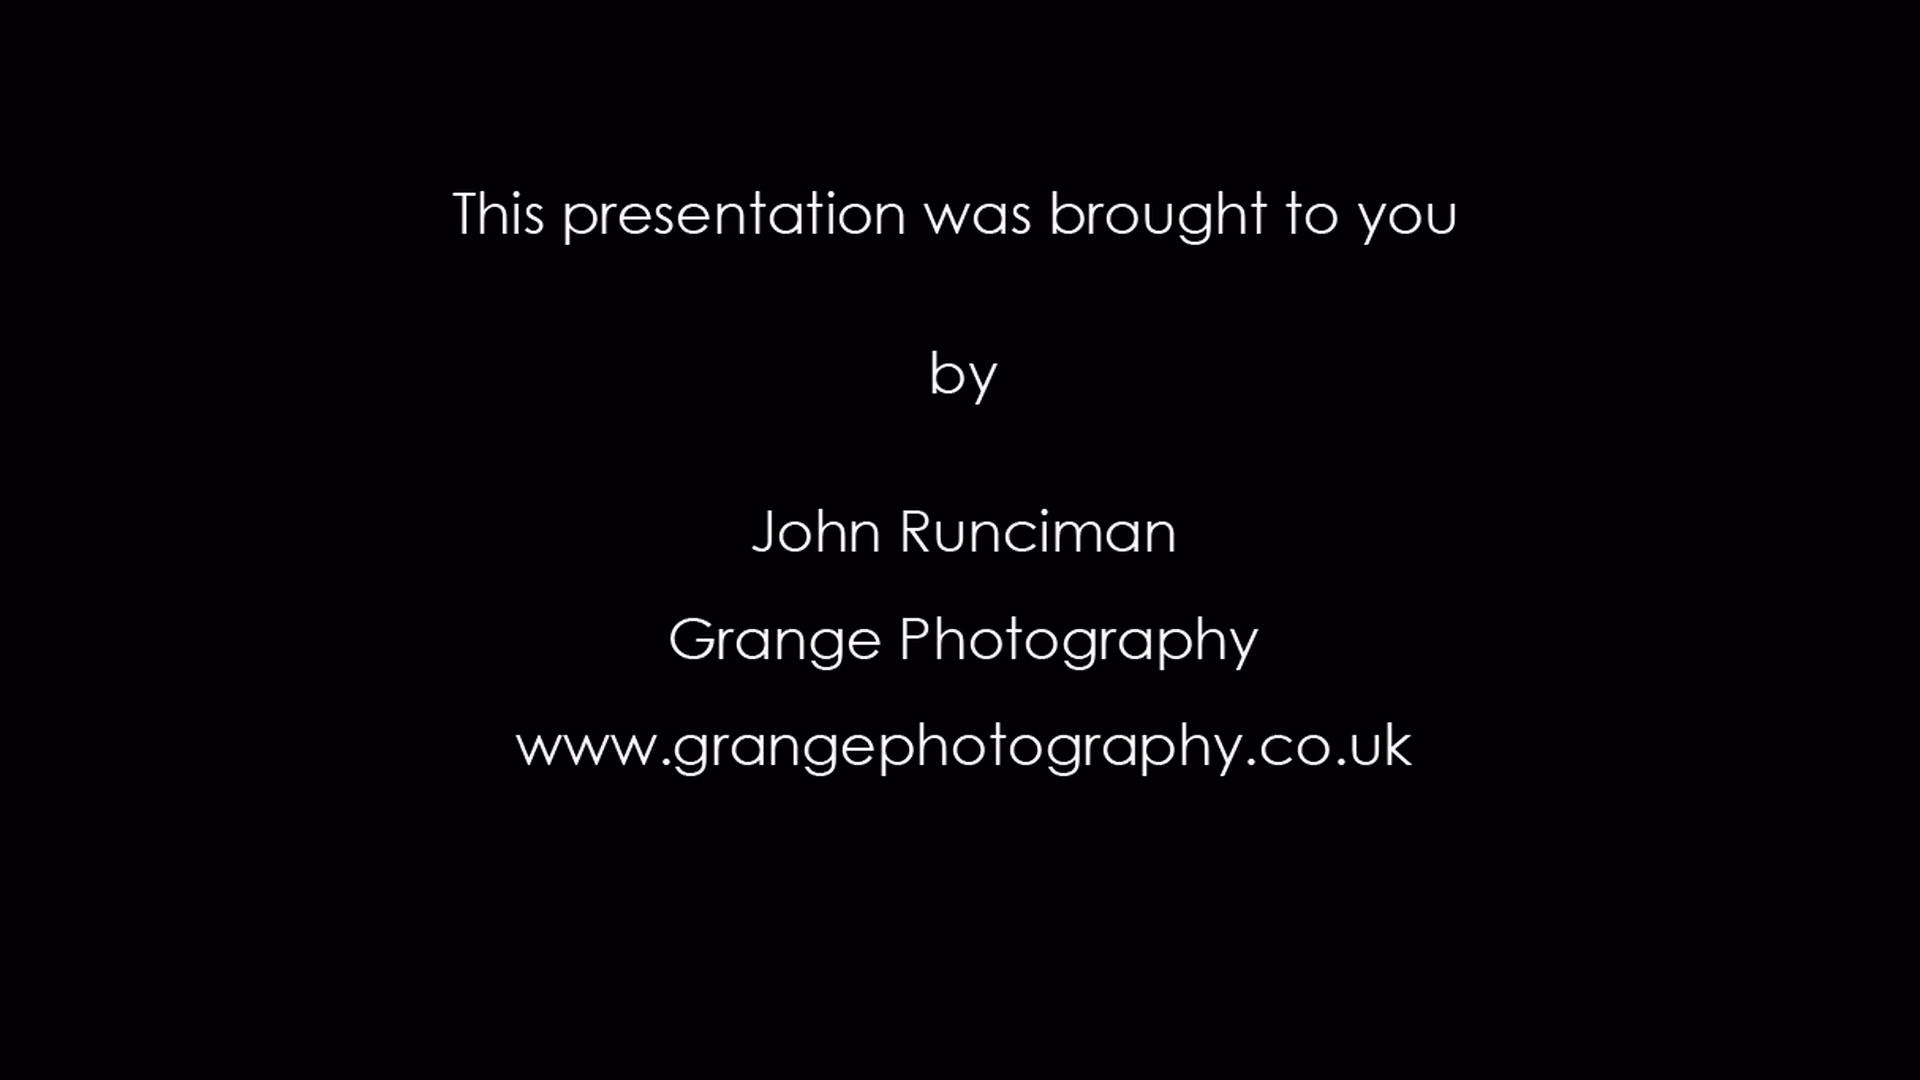 This presentation was brought to you
by
John Runciman
Grange Photography
www.grangephotography.co.uk